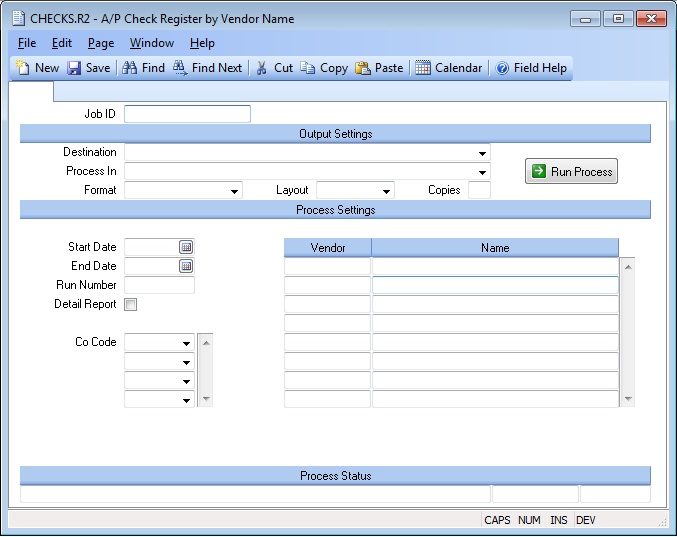 CHECKS.R2 - A/P Check Register by Vendor Name
File Edit Page Window Help
New Save Find Find Next Cut Copy Paste Calendar Field Help
Job ID
Output Settings
Destination
Process In
Run Process
Format Layout Copies
Process Settings
Start Date
Vendor Name
End Date
Run Number
Detail Report
Co Code
Process Status
CAPS NUM INS DEV